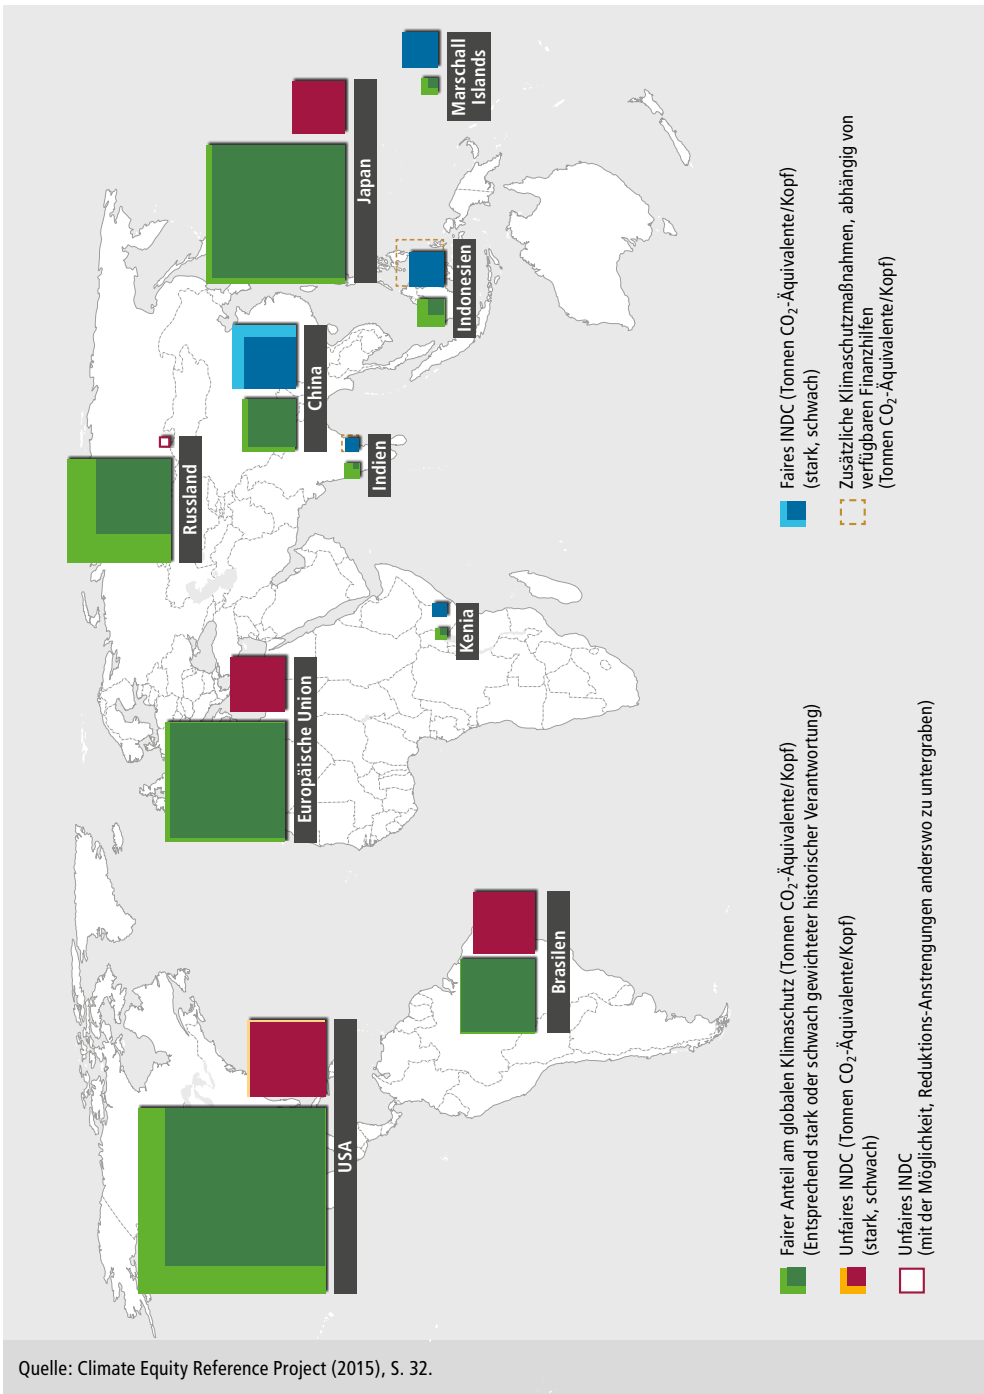 USA
Brasilen
Europäische Union
Kenia
Russland
Indien
China
Indonesien
Japan
Marschall
Islands
Fairer Anteil am globalen Klimaschutz (Tonnen CO₂-Äquivalente/Kopf)
(Entsprechend stark oder schwach gewichteter historischer Verantwortung)
Unfaires INDC (Tonnen CO₂-Äquivalente/Kopf)
(stark, schwach)
Unfaires INDC
(mit der Möglichkeit, Reduktions-Anstrengungen anderswo zu untergraben)
Faires INDC (Tonnen CO₂-Äquivalente/Kopf)
(stark, schwach)
Zusätzliche Klimaschutzmaßnahmen, abhängig von
verfügbaren Finanzhilfen
(Tonnen CO₂-Äquivalente/Kopf)
Quelle: Climate Equity Reference Project (2015), S. 32.